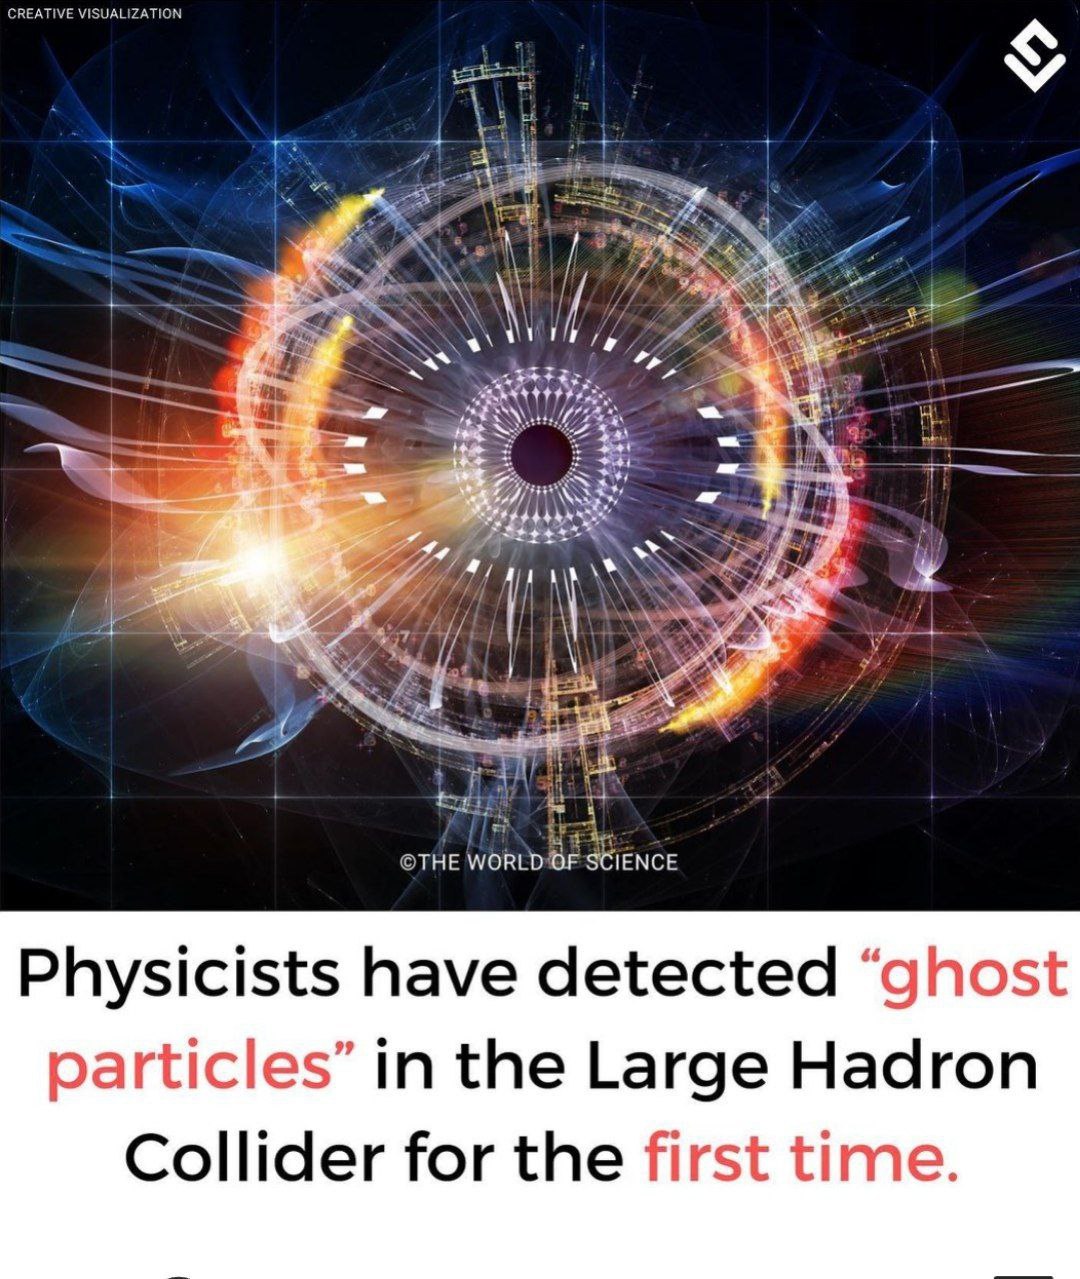 CREATIVE VISUALIZATION
©THE WORLD OF SCIENCE
Physicists have detected “ghost
particles” in the Large Hadron
Collider for the first time.